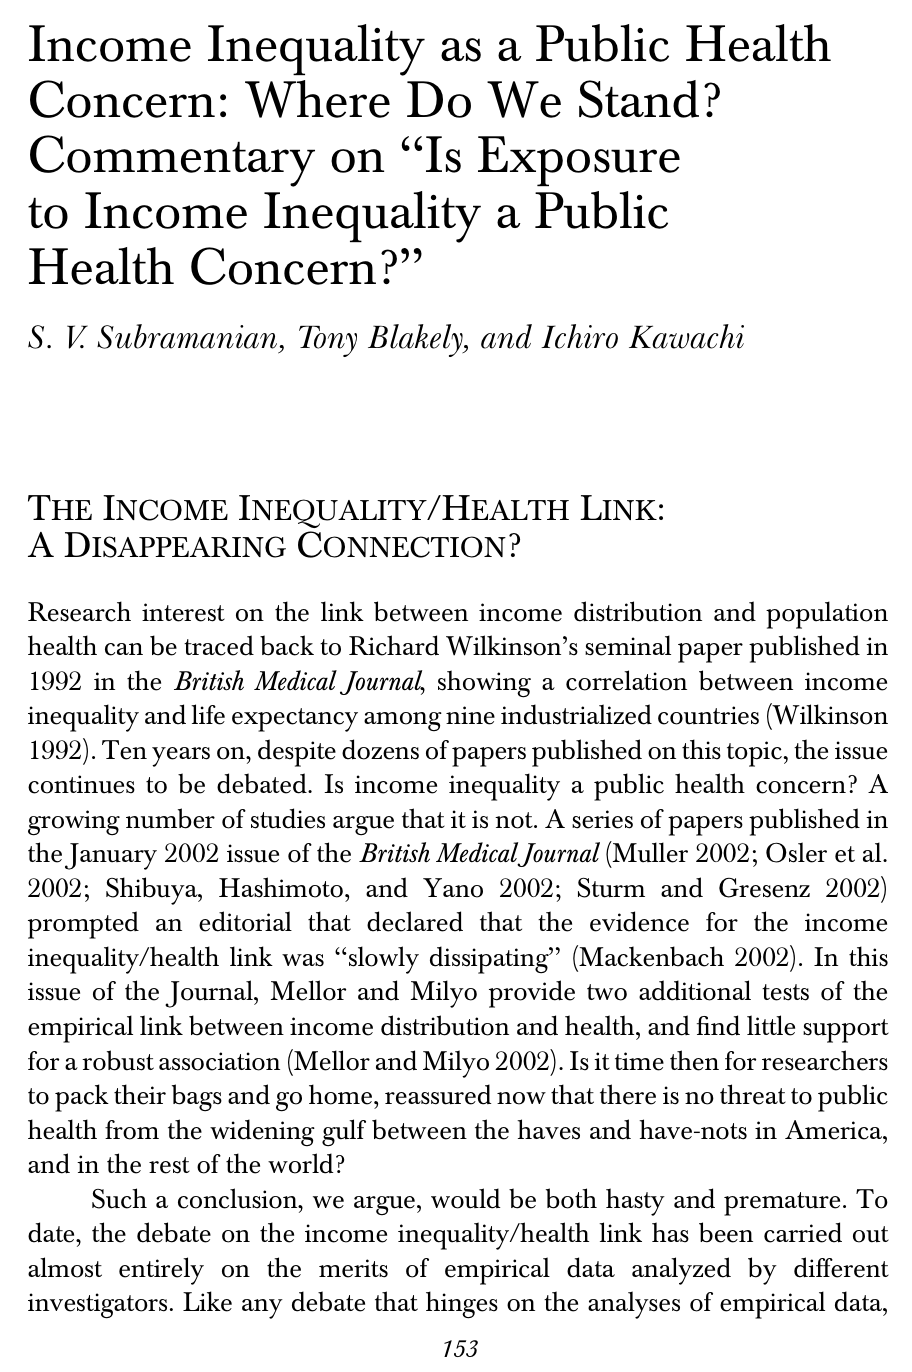 Income Inequality as a Public Health
Concern: Where Do We Stand?
Commentary on “Is Exposure
to Income Inequality a Public
Health Concern?”
S. V. Subramanian, Tony Blakely, and Ichiro Kawachi
THE INCOME INEQUALITY/HEALTH LINK:
A DISAPPEARING CONNECTION?
Research interest on the link between income distribution and population
health can be traced back to Richard Wilkinson’s seminal paper published in
1992 in the British Medical Journal, showing a correlation between income
inequality and life expectancy among nine industrialized countries (Wilkinson
1992). Ten years on, despite dozens of papers published on this topic, the issue
continues to be debated. Is income inequality a public health concern? A
growing number of studies argue that it is not. A series of papers published in
the January 2002 issue of the British Medical Journal (Muller 2002; Osler et al.
2002; Shibuya, Hashimoto, and Yano 2002; Sturm and Gresenz 2002)
prompted an editorial that declared that the evidence for the income
inequality/health link was “slowly dissipating” (Mackenbach 2002). In this
issue of the Journal, Mellor and Milyo provide two additional tests of the
empirical link between income distribution and health, and find little support
for a robust association (Mellor and Milyo 2002). Is it time then for researchers
to pack their bags and go home, reassured now that there is no threat to public
health from the widening gulf between the haves and have-nots in America,
and in the rest of the world?
Such a conclusion, we argue, would be both hasty and premature. To
date, the debate on the income inequality/health link has been carried out
almost entirely on the merits of empirical data analyzed by different
investigators. Like any debate that hinges on the analyses of empirical data,
153